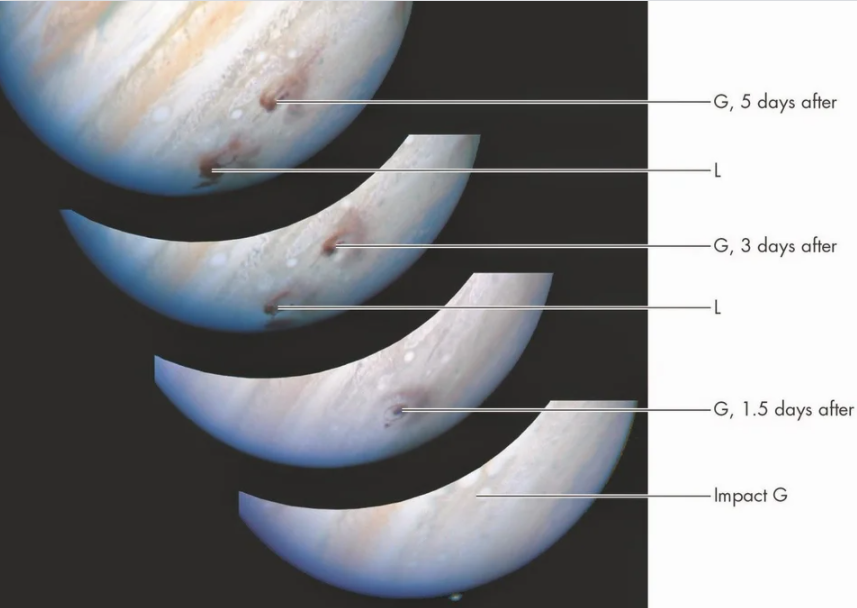 G, 5 days after
L
G, 3 days after
L
G, 1.5 days after
Impact G